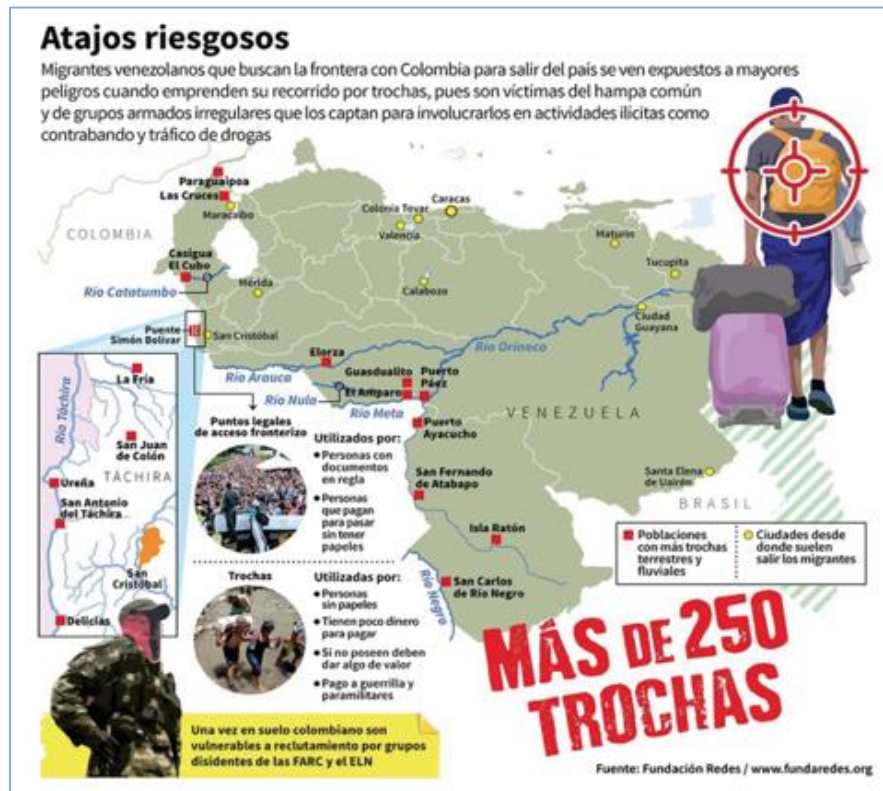 Atajos riesgosos
Migrantes venezolanos que buscan la frontera con Colombia para salir del país se ven expuestos a mayores
peligros cuando emprenden su recorrido por trochas, pues son víctimas del hampa común
y de grupos armados irregulares que los captan para involucrarlos en actividades ilícitas como
contrabando y tráfico de drogas
Paraguaipoa
Las Cruces
Maracaibo
COLOMBIA
Colonia Tovar
Caracas
Valencia
Maturín
Casigua
El Cubo
Río Catatumbo
Mérida
Calabozo
Tucupita
Ciudad
Guayana
Puente
Simón Bolívar
San Cristóbal
Río Orinoco
Elorza
Río Arauca
Guasdualito
El Amparo
Puerto
Páez
Río Nula
Río Meta
Puerto
Ayacucho
VENEZUELA
San Fernando
de Atabapo
Santa Elena
de Uairén
BRASIL
Isla Ratón
San Carlos
de Río Negro
Río Negro
La Fría
Río Táchira
San Juan
de Colón
TÁCHIRA
Ureña
San Antonio
del Táchira
San
Cristóbal
Delicias
Puntos legales
de acceso fronterizo
Utilizados por:
• Personas con
documentos
en regla
• Personas
que pagan
para pasar
sin tener
papeles
Trochas
Utilizadas por:
• Personas
sin papeles
• Tienen poco dinero
para pagar
• Si no poseen deben
dar algo de valor
• Pago a guerrilla y
paramilitares
Poblaciones
con más trochas
terrestres y
fluviales
Ciudades desde
donde suelen
salir los migrantes
MÁS DE 250
TROCHAS
Una vez en suelo colombiano son
vulnerables a reclutamiento por grupos
disidentes de las FARC y el ELN
Fuente: Fundación Redes / www.fundaredes.org